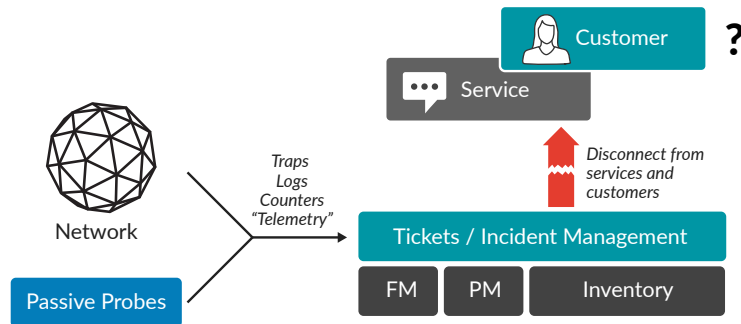 Customer
?
Service
Traps
Logs
Counters
“Telemetry”
Disconnect from
services and
customers
Network
Tickets / Incident Management
Passive Probes
FM
PM
Inventory